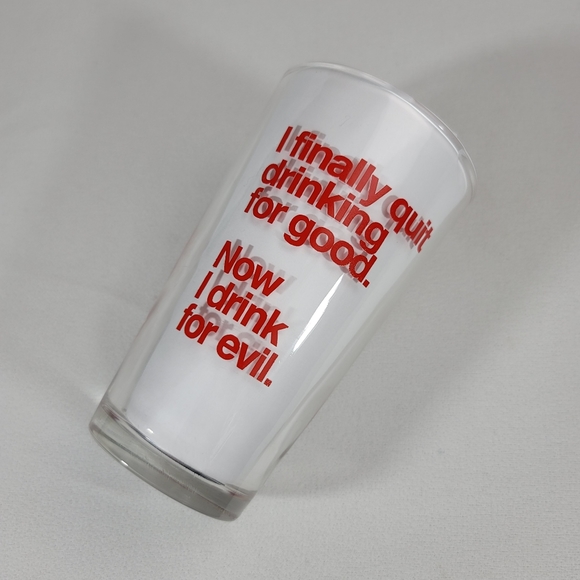 I finally quit
drinking
for good.
Now
I drink
for evil.